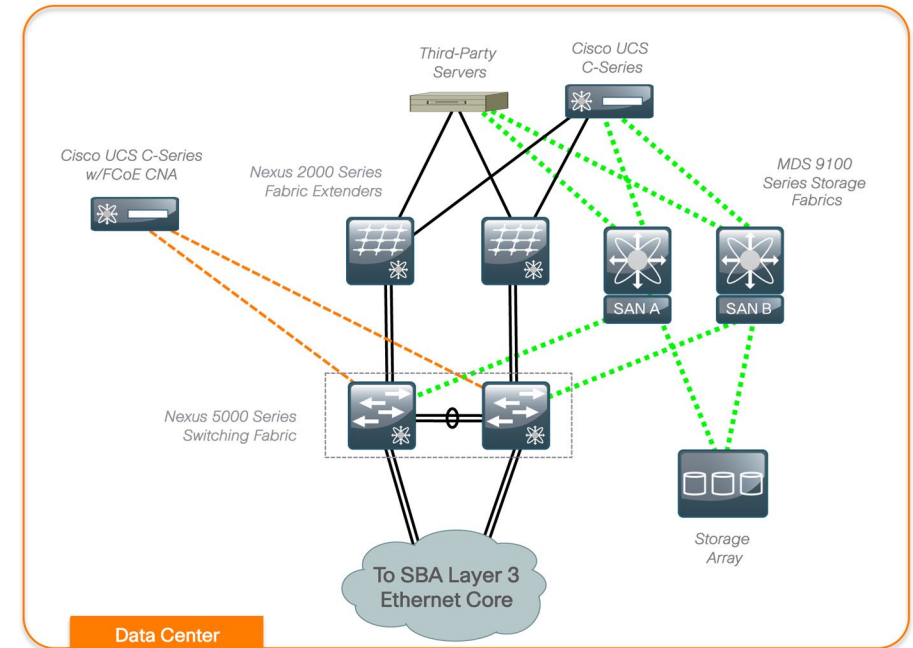 Third-Party
Servers
Cisco UCS
C-Series
Cisco UCS C-Series
w/FCoE CNA
Nexus 2000 Series
Fabric Extenders
MDS 9100
Series Storage
Fabrics
SAN A
SAN B
Nexus 5000 Series
Switching Fabric
Storage
Array
To SBA Layer 3
Ethernet Core
Data Center